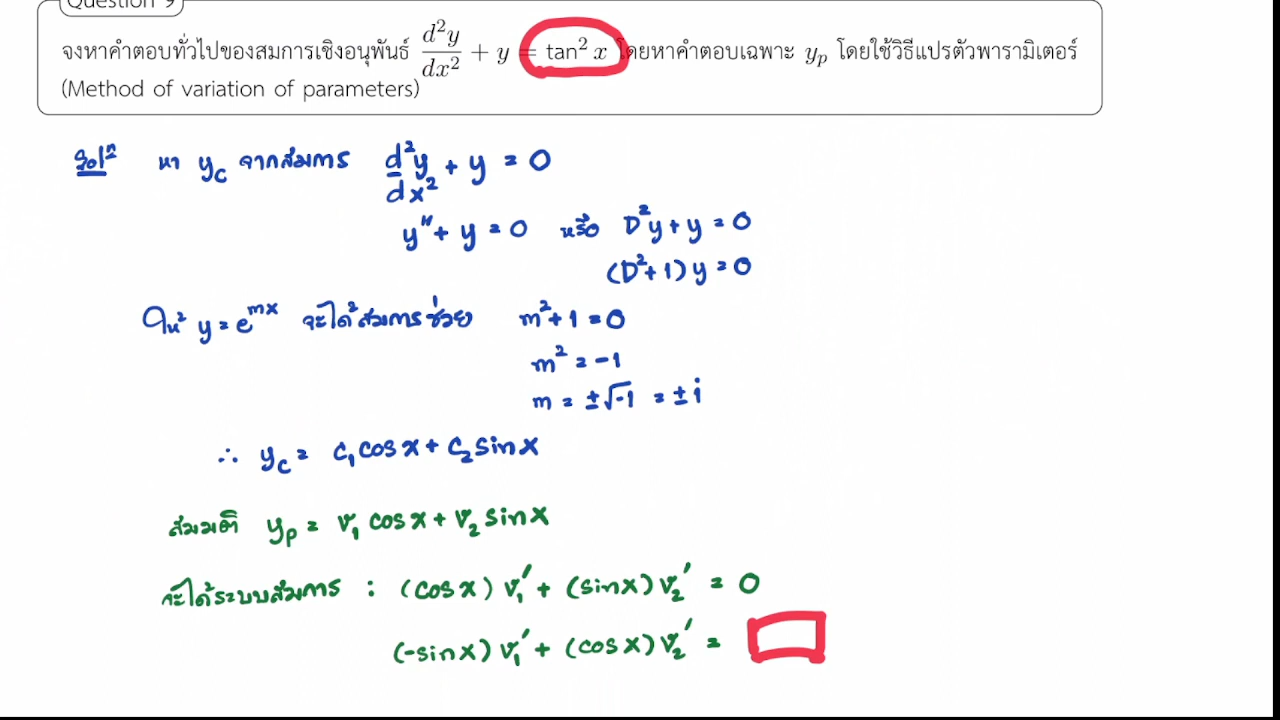 Question 9
จงหาคำตอบทั่วไปของสมการเชิงอนุพันธ์ d²y/dx² + y = tan² x โดยหาคำตอบเฉพาะ yₚ โดยใช้วิธีแปรตัวพารามิเตอร์
(Method of variation of parameters)
หา y_c จากสมการ d²y/dx² + y = 0
y″ + y = 0 หรือ D²y + y = 0
(D²+1) y = 0
ให้ y = e^{mx} จะได้สมการช่วย m² + 1 = 0
m² = -1
m = ±√-1 = ± i
∴ y_c = c₁ cos x + c₂ sin x
สมมติ yₚ = v₁ cos x + v₂ sin x
จะได้ระบบสมการ : (cos x) v₁′ + (sin x) v₂′ = 0
(-sin x) v₁′ + (cos x) v₂′ =